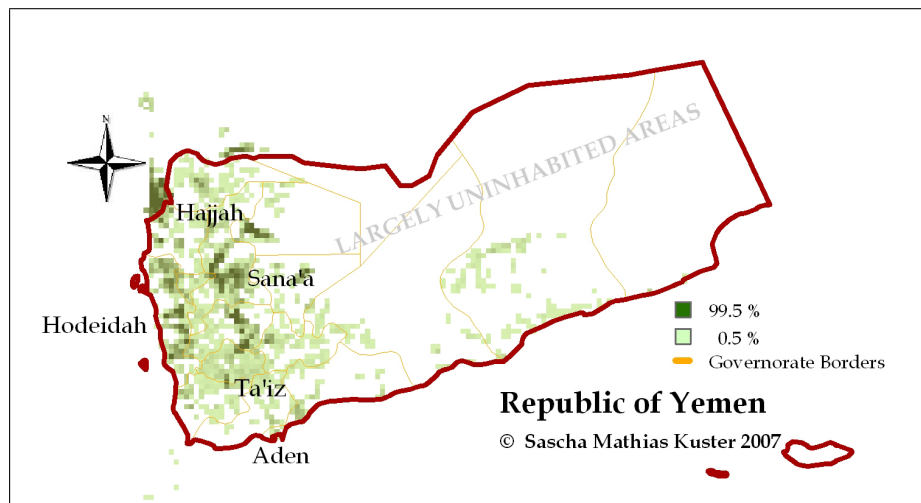 N
LARGELY UNINHABITED AREAS
Hajjah
Sana'a
Hodeidah
Ta'iz
Aden
99.5 %
0.5 %
Governorate Borders
Republic of Yemen
© Sascha Mathias Kuster 2007